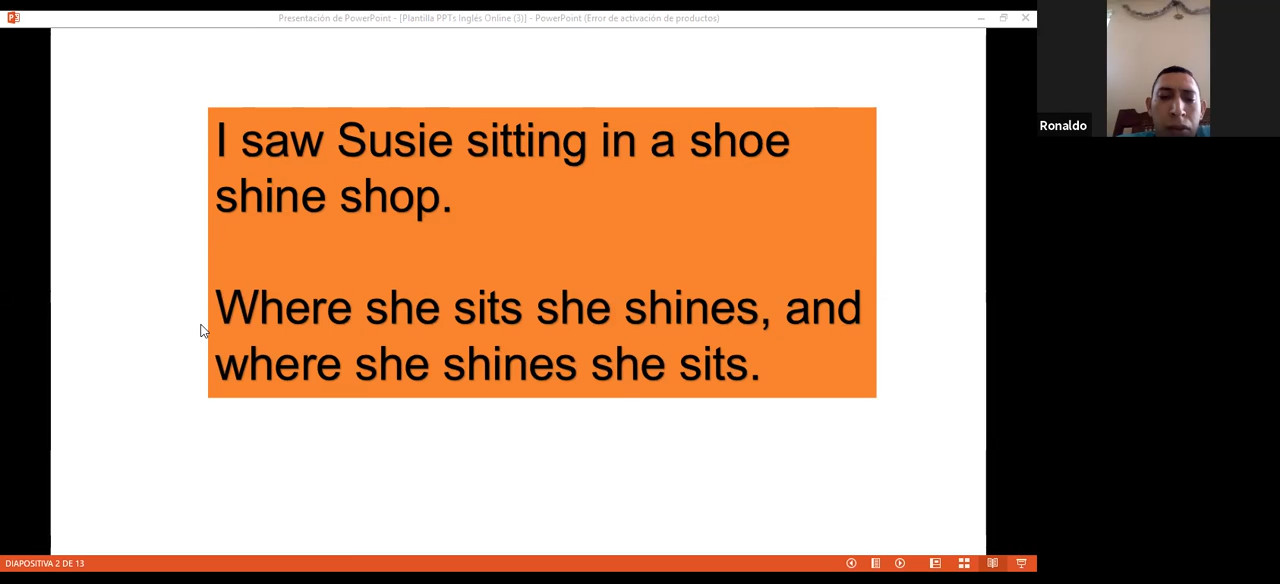 Presentación de PowerPoint - [Plantilla PPTs Inglés Online (3)] - PowerPoint (Error de activación de productos)
Ronaldo
I saw Susie sitting in a shoe
shine shop.
Where she sits she shines, and
where she shines she sits.
DIAPOSITIVA 2 DE 13